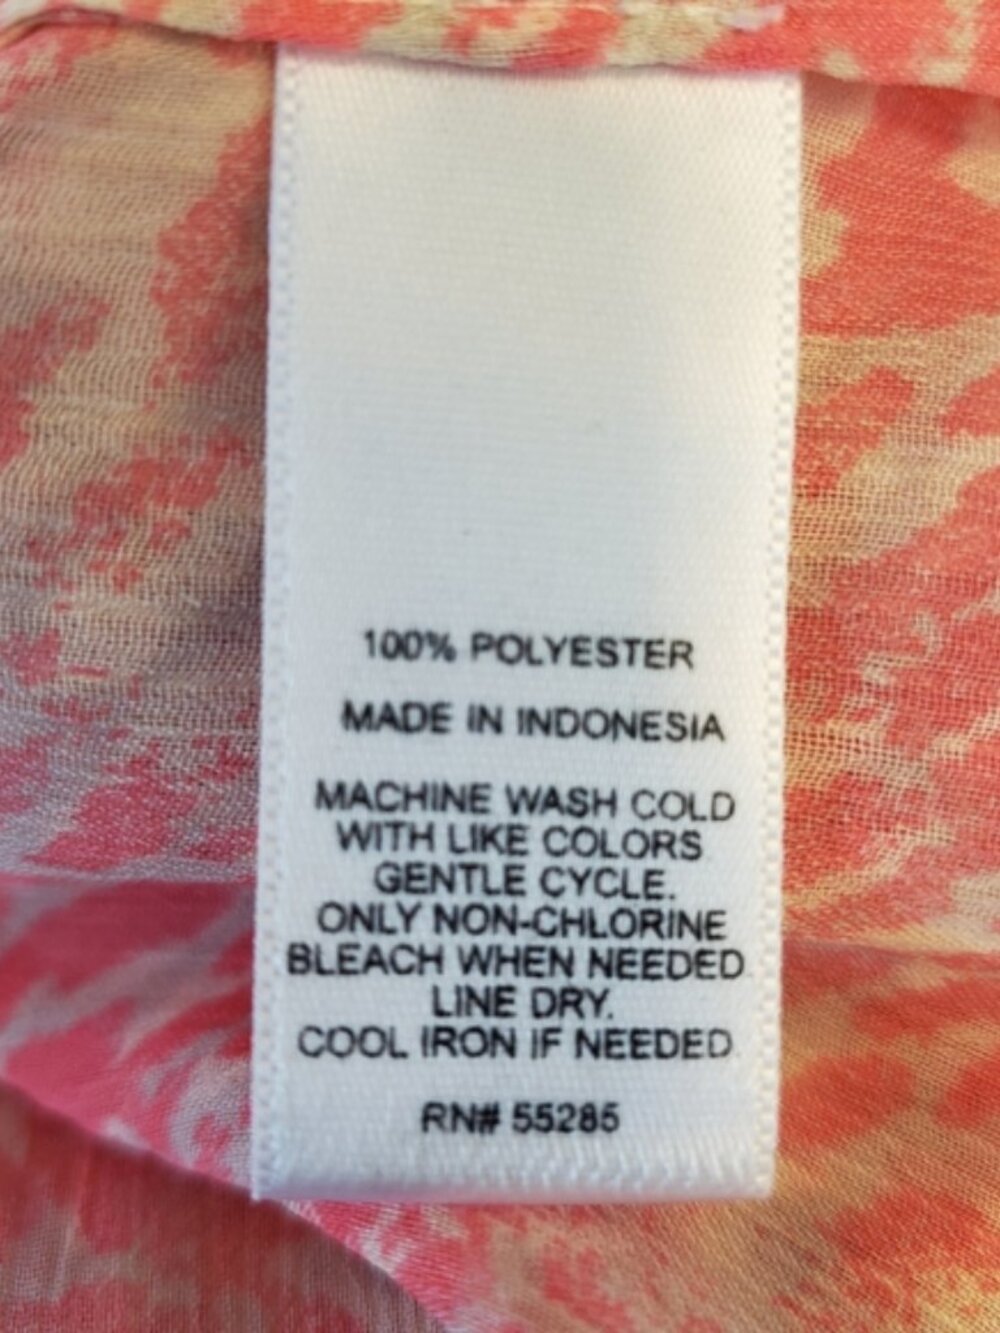 100% POLYESTER
MADE IN INDONESIA
MACHINE WASH COLD
WITH LIKE COLORS
GENTLE CYCLE.
ONLY NON-CHLORINE
BLEACH WHEN NEEDED
LINE DRY.
COOL IRON IF NEEDED
RN# 55285